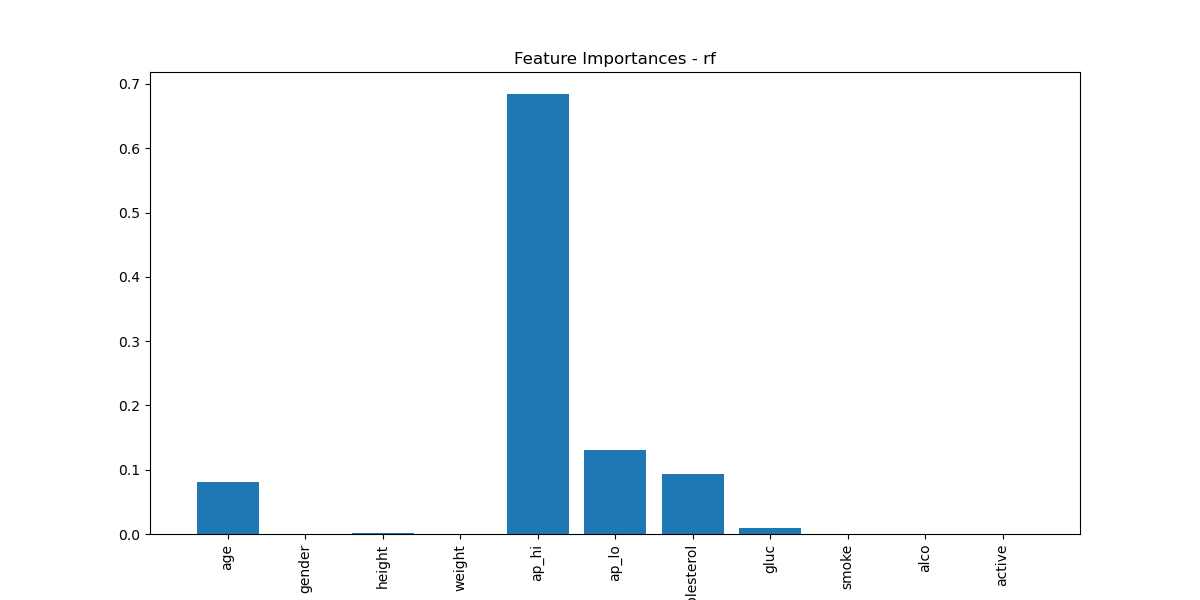 Feature Importances - rf
0.7
0.6
0.5
0.4
0.3
0.2
0.1
0.0
age
gender
height
weight
ap_hi
ap_lo
olesterol
gluc
smoke
alco
active